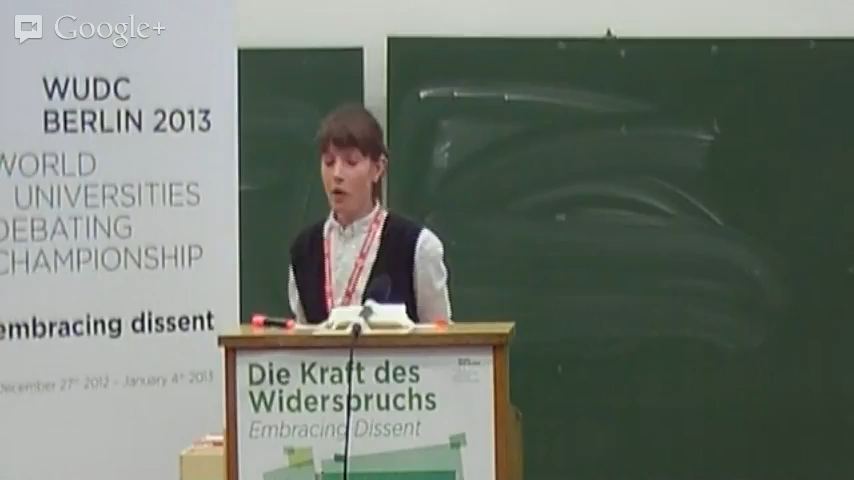 Google+
WUDC
BERLIN 2013
WORLD
UNIVERSITIES
DEBATING
CHAMPIONSHIP
embracing dissent
December 27th 2012 - January 4th 2013
Die Kraft des
Widerspruchs
Embracing Dissent